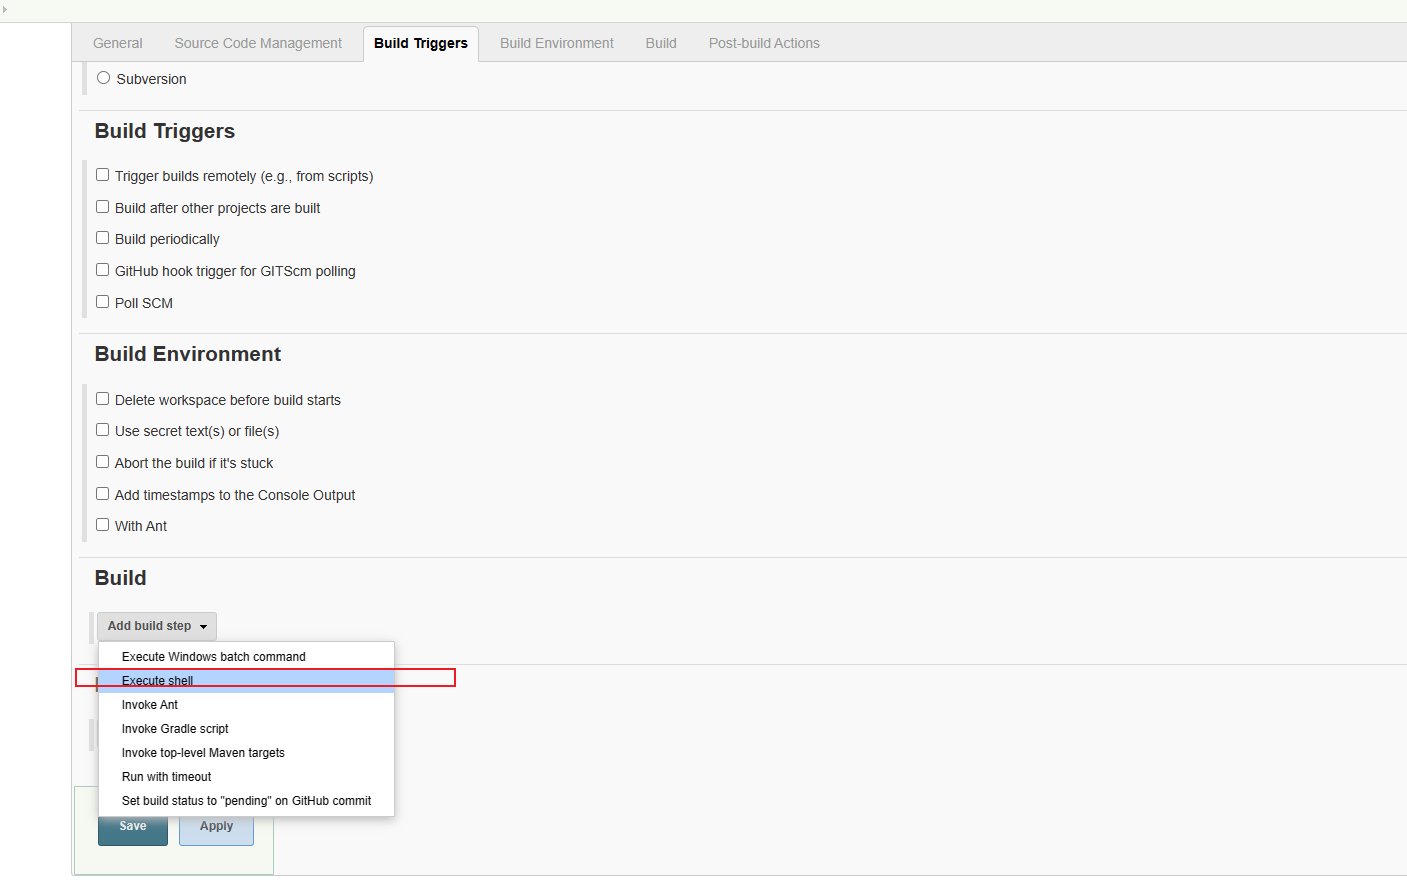 General Source Code Management Build Triggers Build Environment Build Post-build Actions
Subversion
Build Triggers
Trigger builds remotely (e.g., from scripts)
Build after other projects are built
Build periodically
GitHub hook trigger for GITScm polling
Poll SCM
Build Environment
Delete workspace before build starts
Use secret text(s) or file(s)
Abort the build if it's stuck
Add timestamps to the Console Output
With Ant
Build
Add build step
Execute Windows batch command
Execute shell
Invoke Ant
Invoke Gradle script
Invoke top-level Maven targets
Run with timeout
Set build status to "pending" on GitHub commit
Save Apply